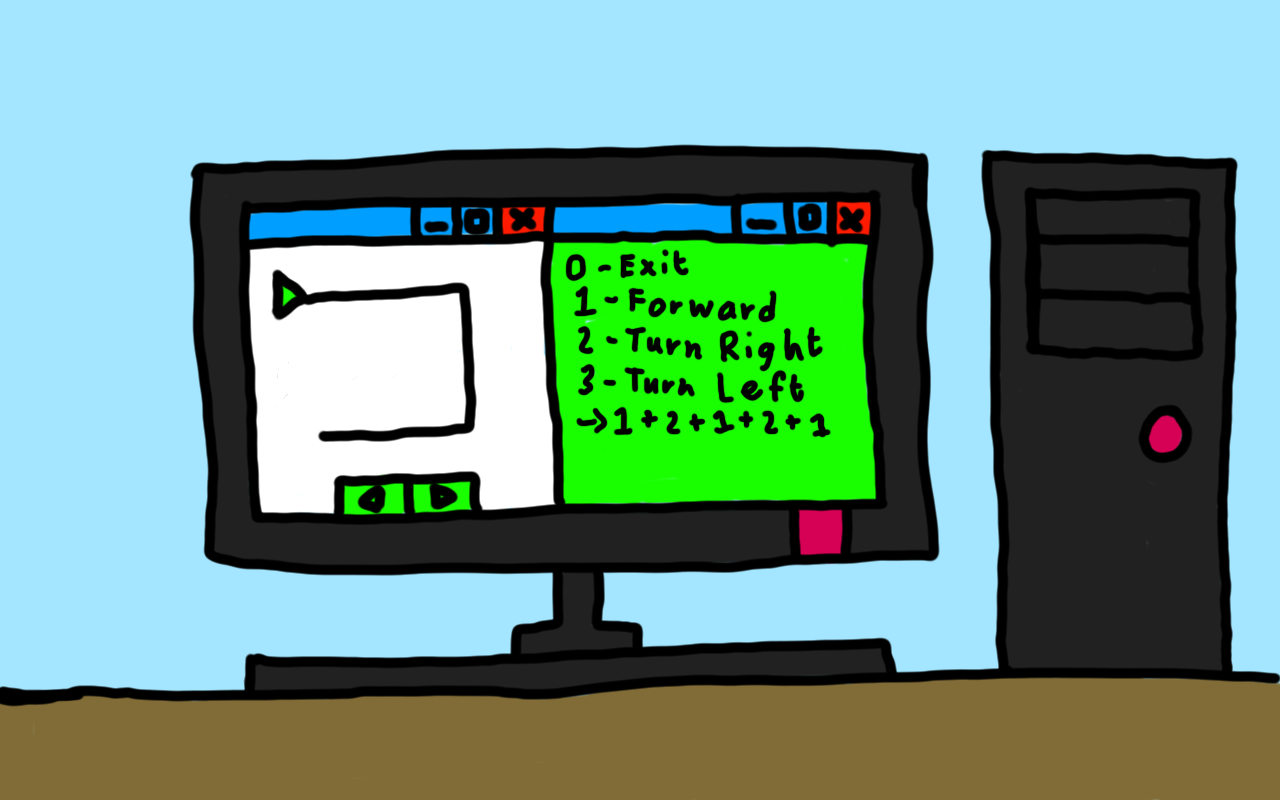 0 - Exit
1 - Forward
2 - Turn Right
3 - Turn Left
→ 1 + 2 + 1 + 2 + 1